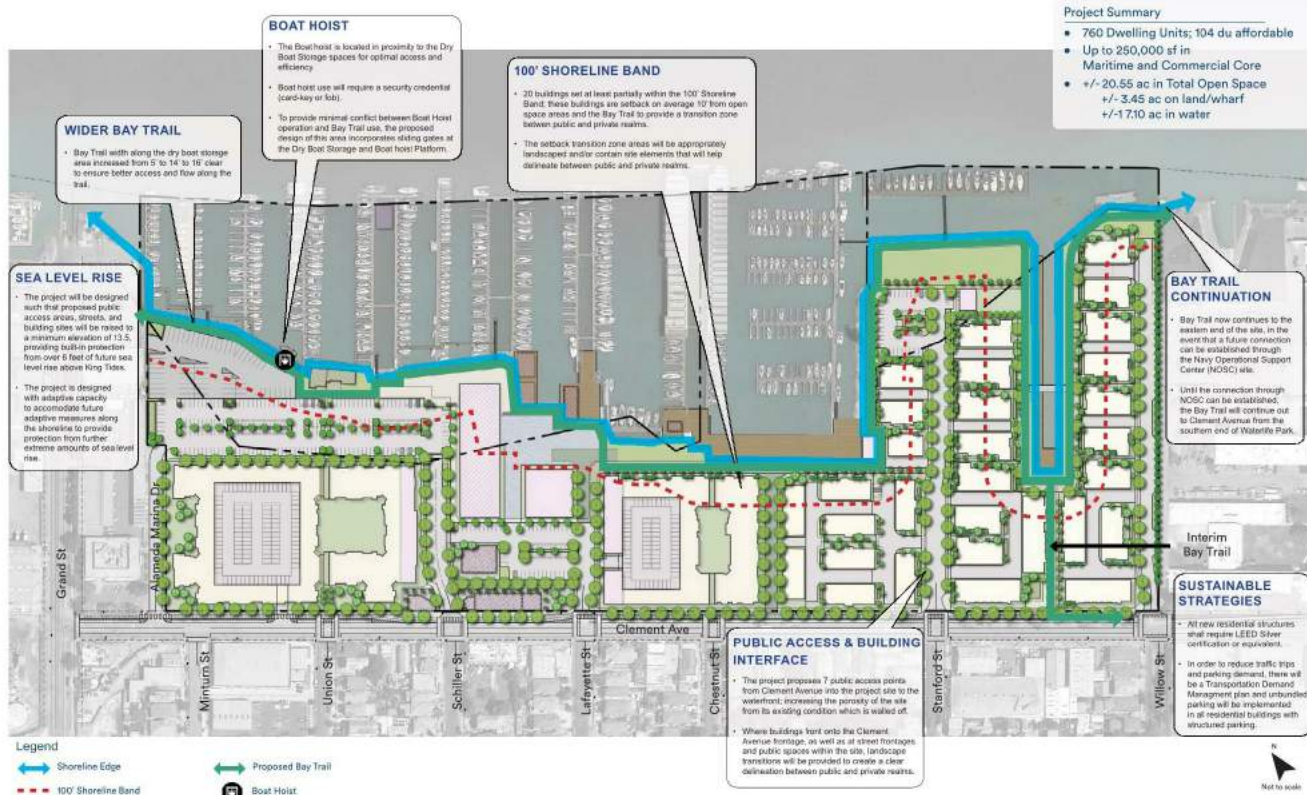 Project Summary
• 760 Dwelling Units; 104 du affordable
• Up to 250,000 sf in
Maritime and Commercial Core
• +/- 20.55 ac in Total Open Space
+/- 3.45 ac on land/wharf
+/-17.10 ac in water
BOAT HOIST
• The Boat hoist is located in proximity to the Dry
Boat Storage spaces for optimal access and
efficiency.
• Boat hoist use will require a security credential
(card-key or fob).
• To provide minimal conflict between Boat Hoist
operation and Bay Trail use, the proposed
design of this area incorporates sliding gates at
the Dry Boat Storage and Boat hoist Platform.
100' SHORELINE BAND
• 20 buildings set at least partially within the 100' Shoreline
Band; these buildings are setback on average 10' from open
space areas and the Bay Trail to provide a transition zone
between public and private realms.
• The setback transition zone areas will be appropriately
landscaped and/or contain site elements that will help
delineate between public and private realms.
WIDER BAY TRAIL
• Bay Trail width along the dry boat storage
area increased from 5' to 14' to 16' clear
to ensure better access and flow along the
trail.
SEA LEVEL RISE
• The project will be designed
such that proposed public
access areas, streets, and
building sites will be raised to
a minimum elevation of 13.5,
providing built-in protection
from over 6 feet of future sea
level rise above King Tides.
• The project is designed
with adaptive capacity
to accomodate future
adaptive measures along
the shoreline to provide
protection from further
extreme amounts of sea level
rise.
BAY TRAIL
CONTINUATION
• Bay Trail now continues to the
eastern end of the site, in the
event that a future connection
can be established through
the Navy Operational Support
Center (NOSC) site.
• Until the connection through
NOSC can be established,
the Bay Trail will continue out
to Clement Avenue from the
southern end of Waterlife Park.
Interim
Bay Trail
SUSTAINABLE
STRATEGIES
• All new residential structures
shall require LEED Silver
certification or equivalent.
• In order to reduce traffic trips
and parking demand, there will
be a Transportation Demand
Managment plan and unbundled
parking will be implemented
in all residential buildings with
structured parking.
PUBLIC ACCESS & BUILDING
INTERFACE
• The project proposes 7 public access points
from Clement Avenue into the project site to the
waterfront; increasing the porosity of the site
from its existing condition which is walled off.
• Where buildings front onto the Clement
Avenue frontage, as well as at street frontages
and public spaces within the site, landscape
transitions will be provided to create a clear
delineation between public and private realms.
Grand St
Alameda Marina Dr
Minturn St
Union St
Schiller St
Lafayette St
Chestnut St
Stanford St
Willow St
Clement Ave
Legend
Shoreline Edge
Proposed Bay Trail
100' Shoreline Band
Boat Hoist
N
Not to scale